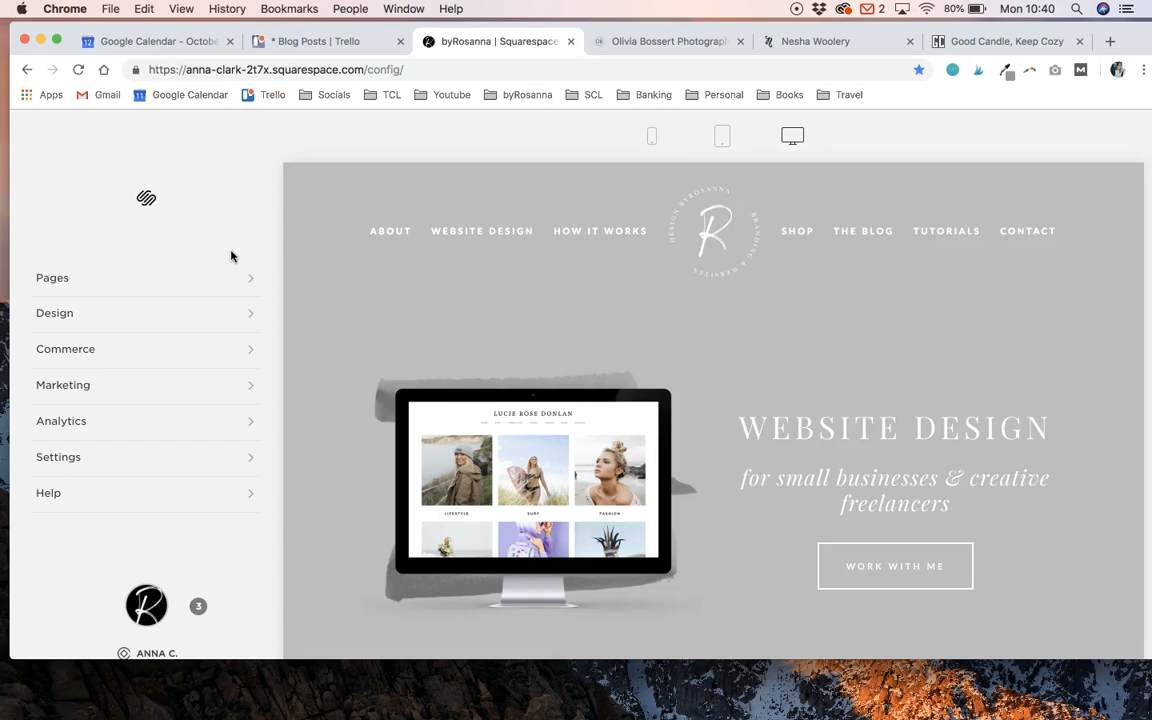 Chrome File Edit View History Bookmarks People Window Help 2 80% Mon 10:40
Google Calendar - Octobe * Blog Posts | Trello byRosanna | Squarespace Olivia Bossert Photograph Nesha Woolery Good Candle, Keep Cozy
https://anna-clark-2t7x.squarespace.com/config/
Apps Gmail Google Calendar Trello Socials TCL Youtube byRosanna SCL Banking Personal Books Travel
ABOUT WEBSITE DESIGN HOW IT WORKS DESIGN BYROSANNA R BRANDING & WEBSITES SHOP THE BLOG TUTORIALS CONTACT
Pages
Design
Commerce
Marketing
Analytics
Settings
Help
R 3
ANNA C.
LUCIE ROSE DONLAN
LIFESTYLE SURF FASHION
WEBSITE DESIGN
for small businesses & creative
freelancers
WORK WITH ME